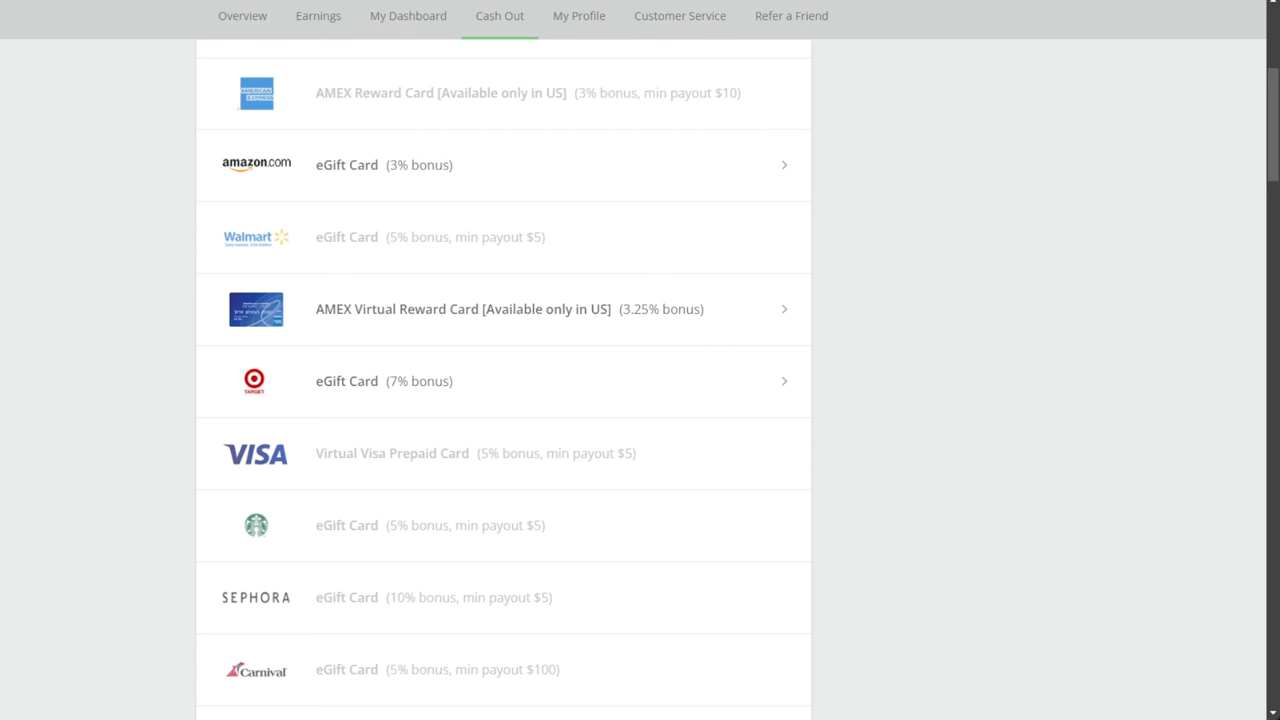 Overview Earnings My Dashboard Cash Out My Profile Customer Service Refer a Friend
AMERICAN EXPRESS AMEX Reward Card [Available only in US] (3% bonus, min payout $10)
amazon.com eGift Card (3% bonus)
Walmart eGift Card (5% bonus, min payout $5)
AMEX Virtual Reward Card [Available only in US] (3.25% bonus)
TARGET eGift Card (7% bonus)
VISA Virtual Visa Prepaid Card (5% bonus, min payout $5)
eGift Card (5% bonus, min payout $5)
SEPHORA eGift Card (10% bonus, min payout $5)
Carnival eGift Card (5% bonus, min payout $100)